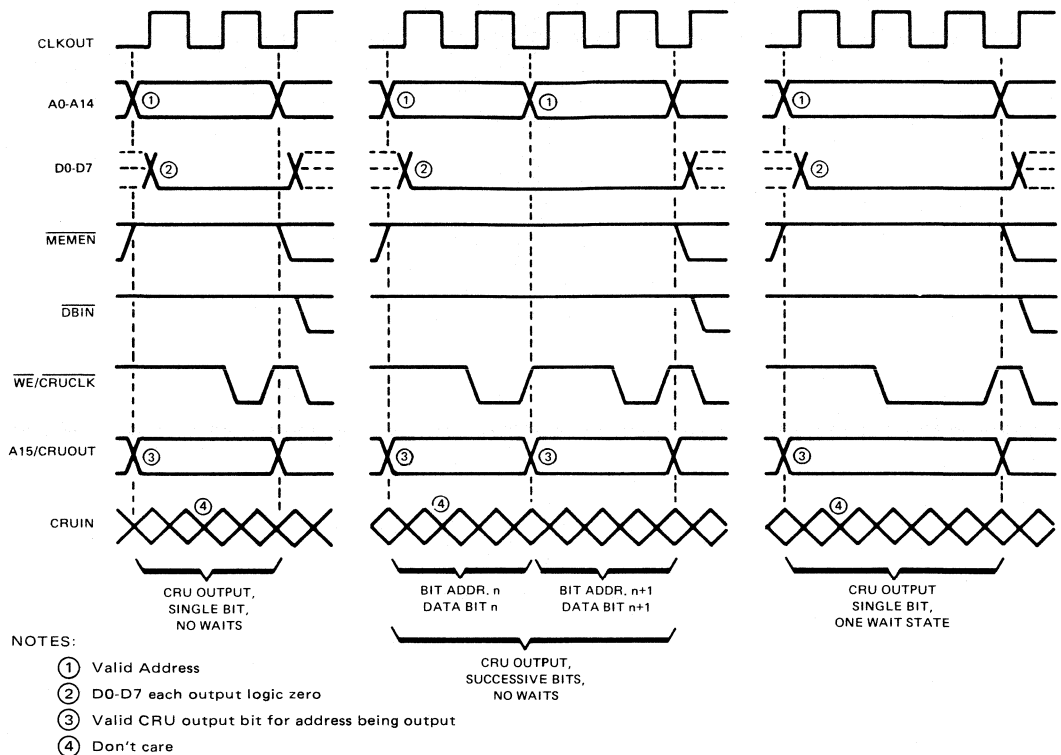 CLKOUT
A0-A14
① ① ① ①
D0-D7
② ② ②
MEMEN
DBIN
WE/CRUCLK
A15/CRUOUT
③ ③ ③ ③
CRUIN
④ ④ ④
CRU OUTPUT,
SINGLE BIT,
NO WAITS
BIT ADDR. n
DATA BIT n
BIT ADDR. n+1
DATA BIT n+1
CRU OUTPUT
SINGLE BIT,
ONE WAIT STATE
CRU OUTPUT,
SUCCESSIVE BITS,
NO WAITS
NOTES:
① Valid Address
② D0-D7 each output logic zero
③ Valid CRU output bit for address being output
④ Don't care